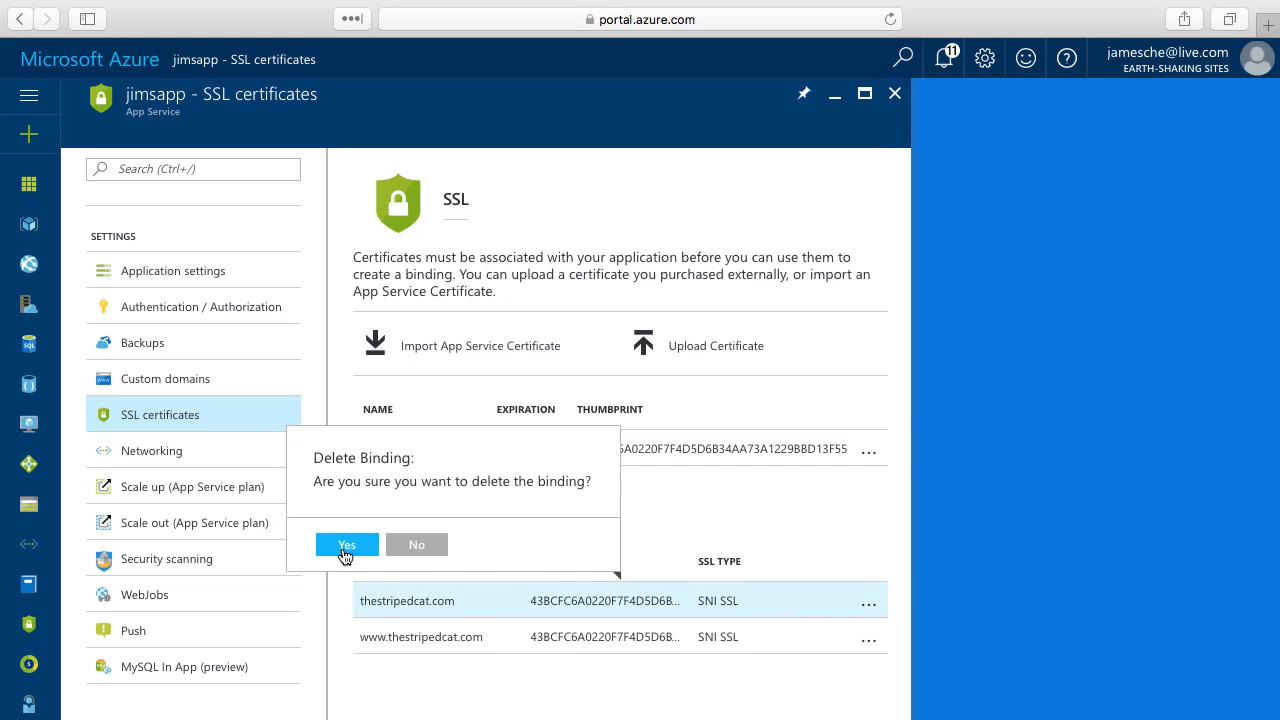 portal.azure.com
Microsoft Azure jimsapp - SSL certificates
11
jamesche@live.com
EARTH-SHAKING SITES
jimsapp - SSL certificates
App Service
Search (Ctrl+/)
SETTINGS
Application settings
Authentication / Authorization
Backups
Custom domains
SSL certificates
Networking
Scale up (App Service plan)
Scale out (App Service plan)
Security scanning
WebJobs
Push
MySQL In App (preview)
SSL
Certificates must be associated with your application before you can use them to
create a binding. You can upload a certificate you purchased externally, or import an
App Service Certificate.
Import App Service Certificate
Upload Certificate
NAME EXPIRATION THUMBPRINT
6A0220F7F4D5D6B34AA73A1229BBD13F55 ...
Delete Binding:
Are you sure you want to delete the binding?
Yes No
SSL TYPE
thestripedcat.com 43BCFC6A0220F7F4D5D6B... SNI SSL ...
www.thestripedcat.com 43BCFC6A0220F7F4D5D6B... SNI SSL ...